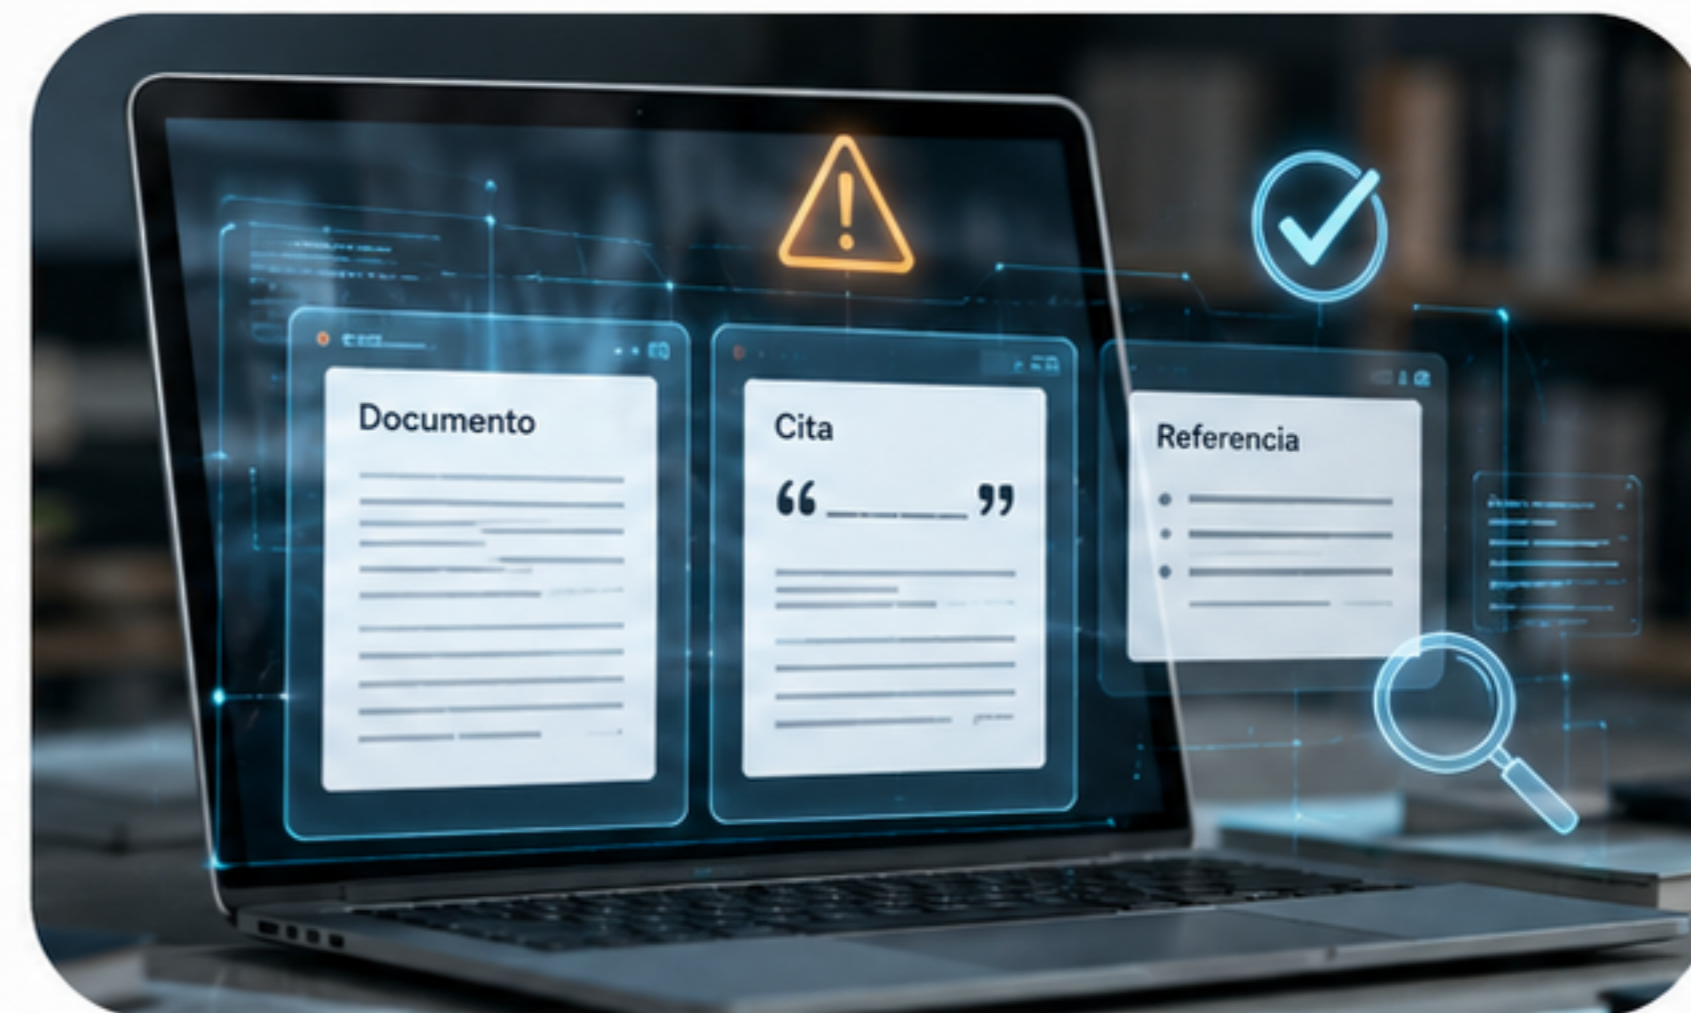 Documento
Cita
“ ”
Referencia